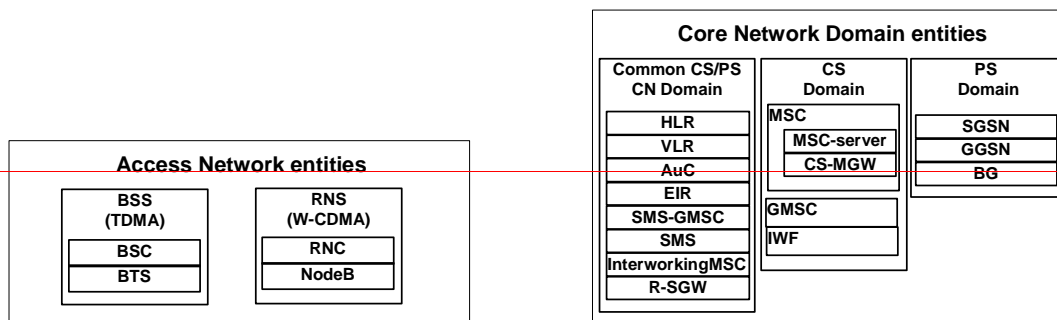 Access Network entities
BSS
(TDMA)
BSC
BTS
RNS
(W-CDMA)
RNC
NodeB
Core Network Domain entities
Common CS/PS
CN Domain
HLR
VLR
AuC
EIR
SMS-GMSC
SMS
InterworkingMSC
R-SGW
CS
Domain
MSC
MSC-server
CS-MGW
GMSC
IWF
PS
Domain
SGSN
GGSN
BG